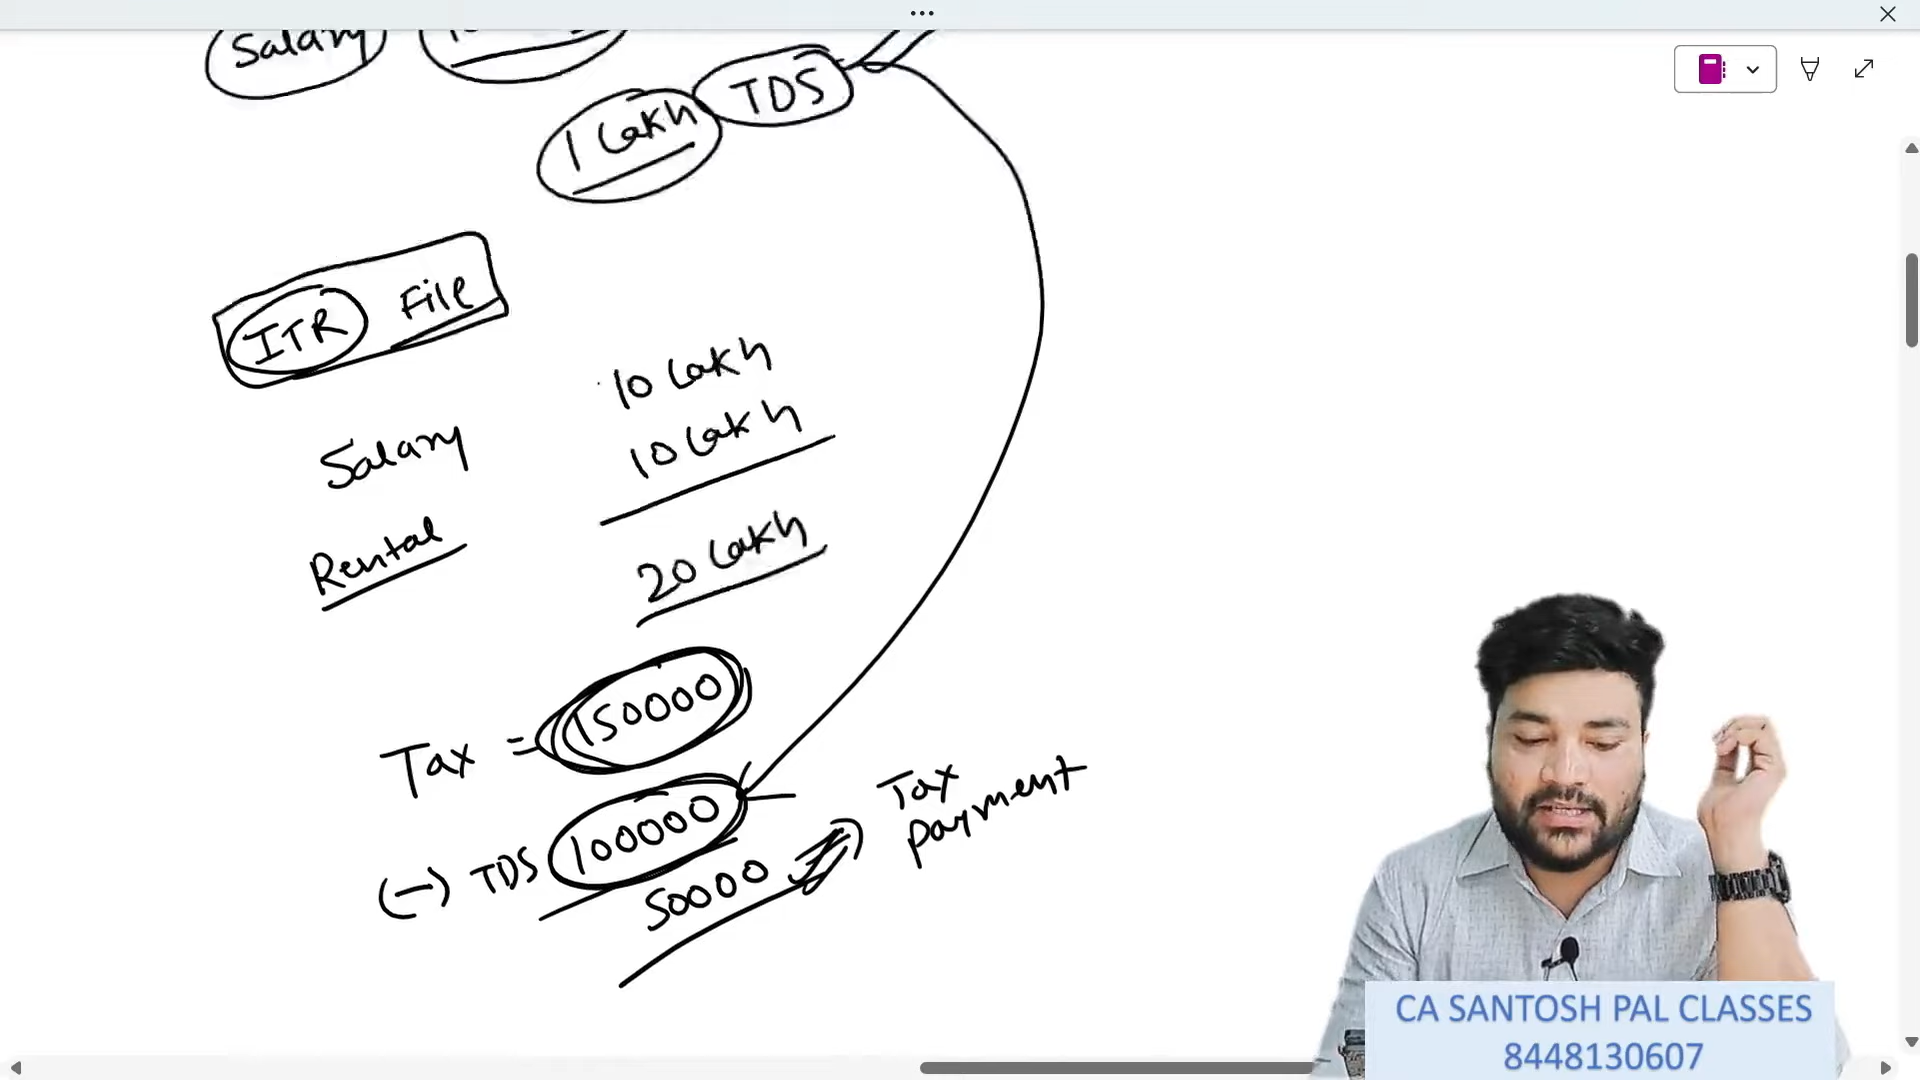 Salary
1 Lakh TDS
ITR File
Salary 10 Lakh
Rental 10 Lakh
20 Lakh
Tax = 150000
(-) TDS 100000
50000
Tax payment
CA SANTOSH PAL CLASSES
8448130607